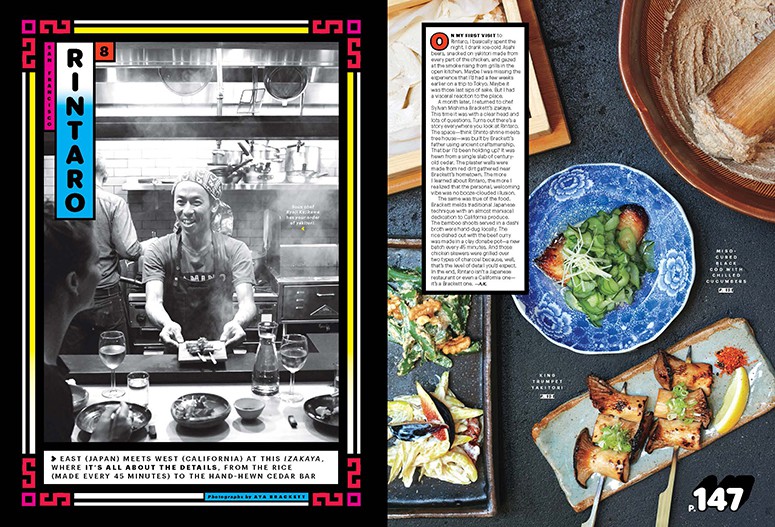 SAN FRANCISCO
RINTARO
8
ON MY FIRST VISIT to
Rintaro, I basically spent the
night. I drank ice-cold Asahi
beers, snacked on yakitori made from
every part of the chicken, and gazed
at the smoke rising from grills in the
open kitchen. Maybe I was missing the
experience that I'd had a few weeks
earlier on a trip to Tokyo. Maybe it
was those last sips of sake. But I had
a visceral reaction to the place.
A month later, I returned to chef
Sylvan Mishima Brackett's izakaya.
This time it was with a clear head and
lots of questions. Turns out there's a
story everywhere you look at Rintaro.
The space—think Shinto shrine meets
tree house—was built by Brackett's
father using ancient craftsmanship.
That bar I'd been holding up? It was
hewn from a single slab of century-
old cedar. The plaster walls were
made from red dirt gathered near
Brackett's hometown. The more
I learned about Rintaro, the more I
realized that the personal, welcoming
vibe was no booze-clouded illusion.
The same was true of the food.
Brackett melds traditional Japanese
technique with an almost maniacal
dedication to California produce.
The bamboo shoots served in a dashi
broth were hand-dug locally. The
rice dished out with the beef curry
was made in a clay donabe pot—a new
batch every 45 minutes. And those
chicken skewers were grilled over
two types of charcoal because, well,
that's the level of detail you'd expect.
In the end, Rintaro isn't a Japanese
restaurant or even a California one—
it's a Brackett one. —A.K.
has your order
of yakitori.
MISO-
CURED
BLACK
COD WITH
CHILLED
CUCUMBERS
KING
TRUMPET
YAKITORI
EAST (JAPAN) MEETS WEST (CALIFORNIA) AT THIS IZAKAYA,
WHERE IT'S ALL ABOUT THE DETAILS, FROM THE RICE
(MADE EVERY 45 MINUTES) TO THE HAND-HEWN CEDAR BAR
Photographs by AYA BRACKETT
P.147